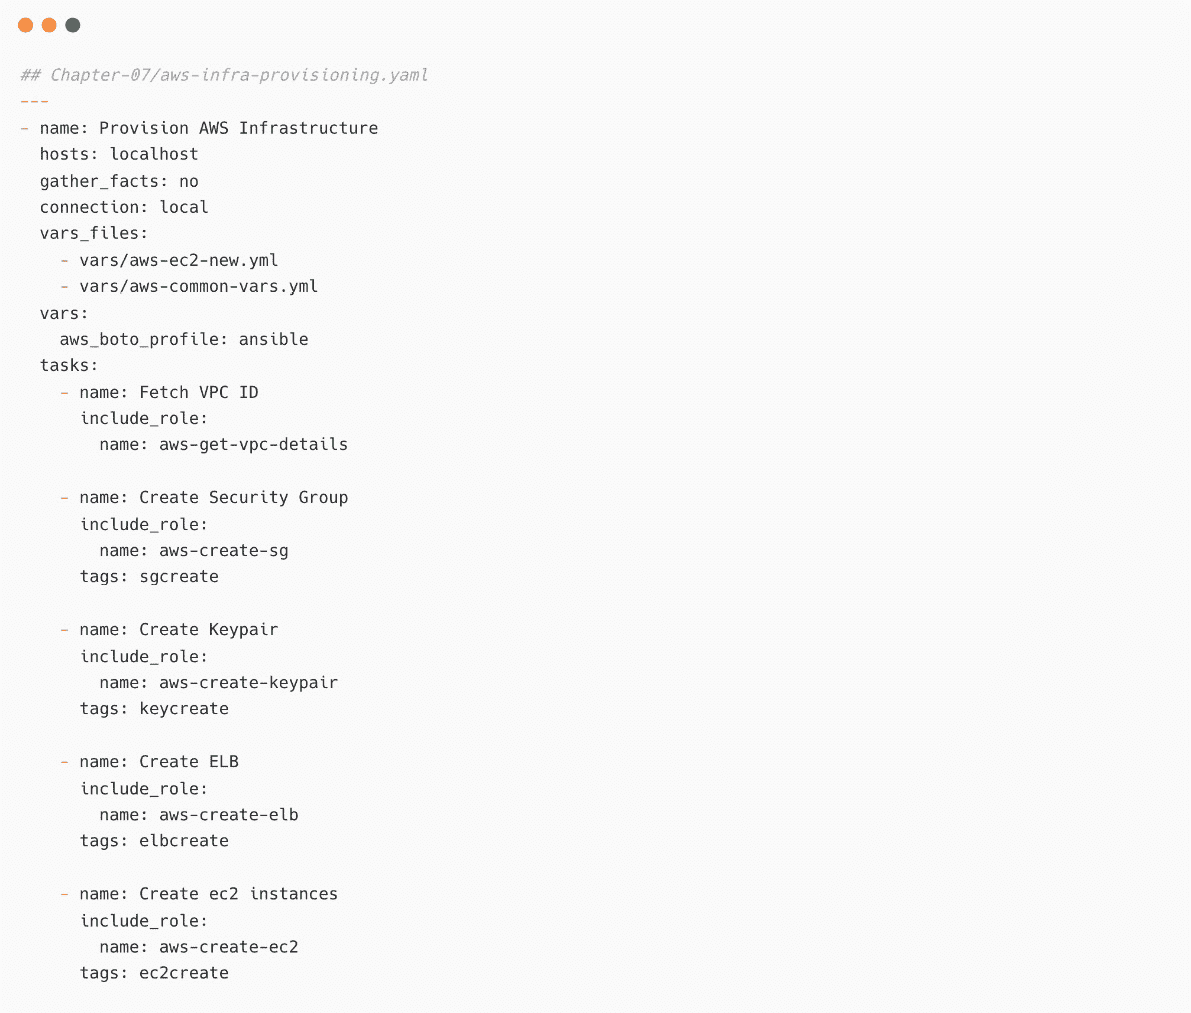 ## Chapter-07/aws-infra-provisioning.yaml
---
- name: Provision AWS Infrastructure
  hosts: localhost
  gather_facts: no
  connection: local
  vars_files:
    - vars/aws-ec2-new.yml
    - vars/aws-common-vars.yml
  vars:
    aws_boto_profile: ansible
  tasks:
    - name: Fetch VPC ID
      include_role:
        name: aws-get-vpc-details

    - name: Create Security Group
      include_role:
        name: aws-create-sg
      tags: sgcreate

    - name: Create Keypair
      include_role:
        name: aws-create-keypair
      tags: keycreate

    - name: Create ELB
      include_role:
        name: aws-create-elb
      tags: elbcreate

    - name: Create ec2 instances
      include_role:
        name: aws-create-ec2
      tags: ec2create